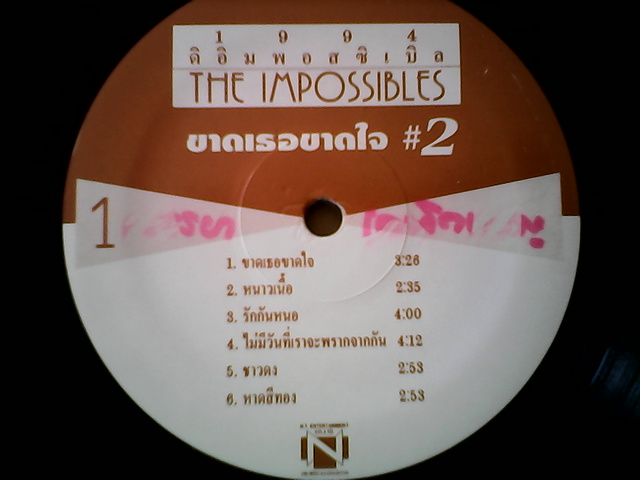 1 9 9 4
ดิ อิ ม พ อ ส ซิ เ บิ ล
THE IMPOSSIBLES
ขาดเธอขาดใจ #2
1
1. ขาดเธอขาดใจ 3:26
2. หนาวเนื้อ 2:35
3. รักกันหนอ 4:00
4. ไม่มีวันที่เราจะพรากจากกัน 4:12
5. ชาวดง 2:53
6. หาดสีทอง 2:53
N